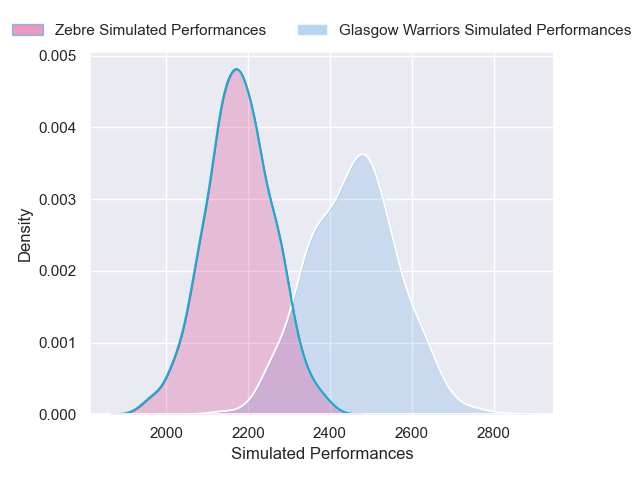 Zebre Simulated Performances
Glasgow Warriors Simulated Performances
0.005
0.004
0.003
0.002
0.001
0.000
Density
2000 2200 2400 2600 2800
Simulated Performances